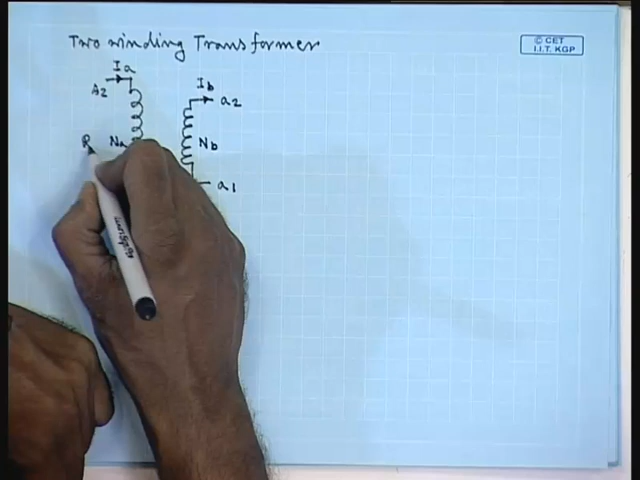 Two winding Transformer
© CET
I.I.T. KGP
Ia
A2
Ib
a2
R
Na
Nb
a1